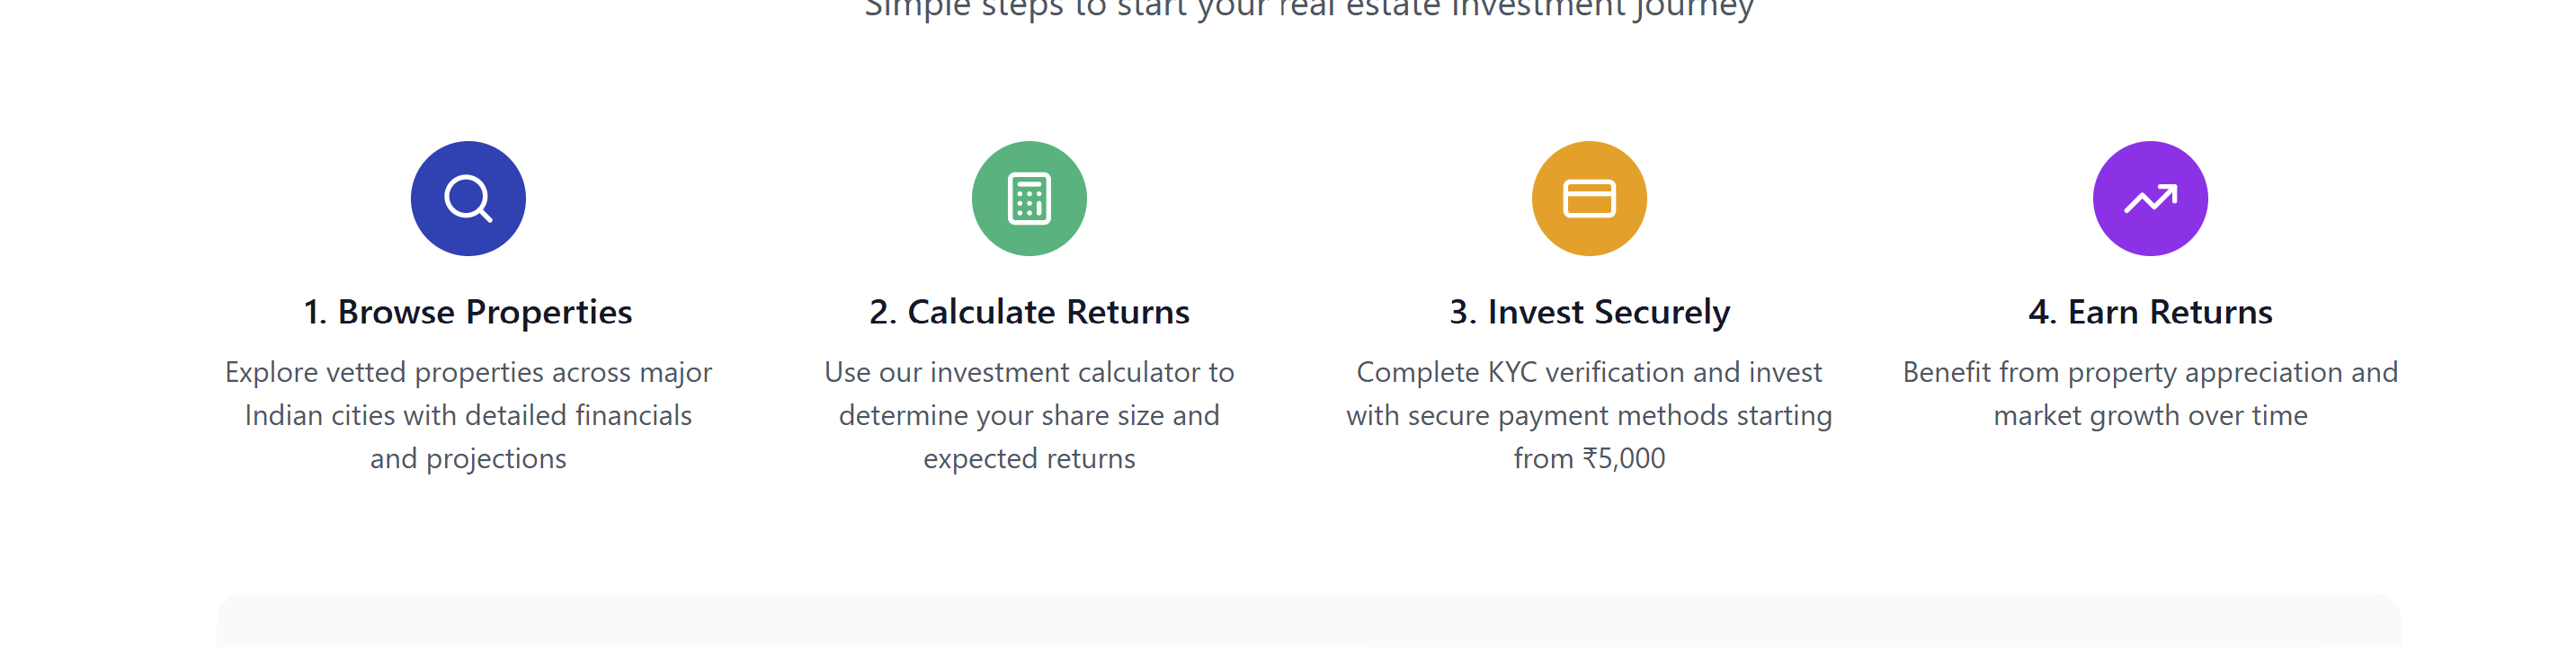 Simple steps to start your real estate investment journey
1. Browse Properties
Explore vetted properties across major
Indian cities with detailed financials
and projections
2. Calculate Returns
Use our investment calculator to
determine your share size and
expected returns
3. Invest Securely
Complete KYC verification and invest
with secure payment methods starting
from ₹5,000
4. Earn Returns
Benefit from property appreciation and
market growth over time